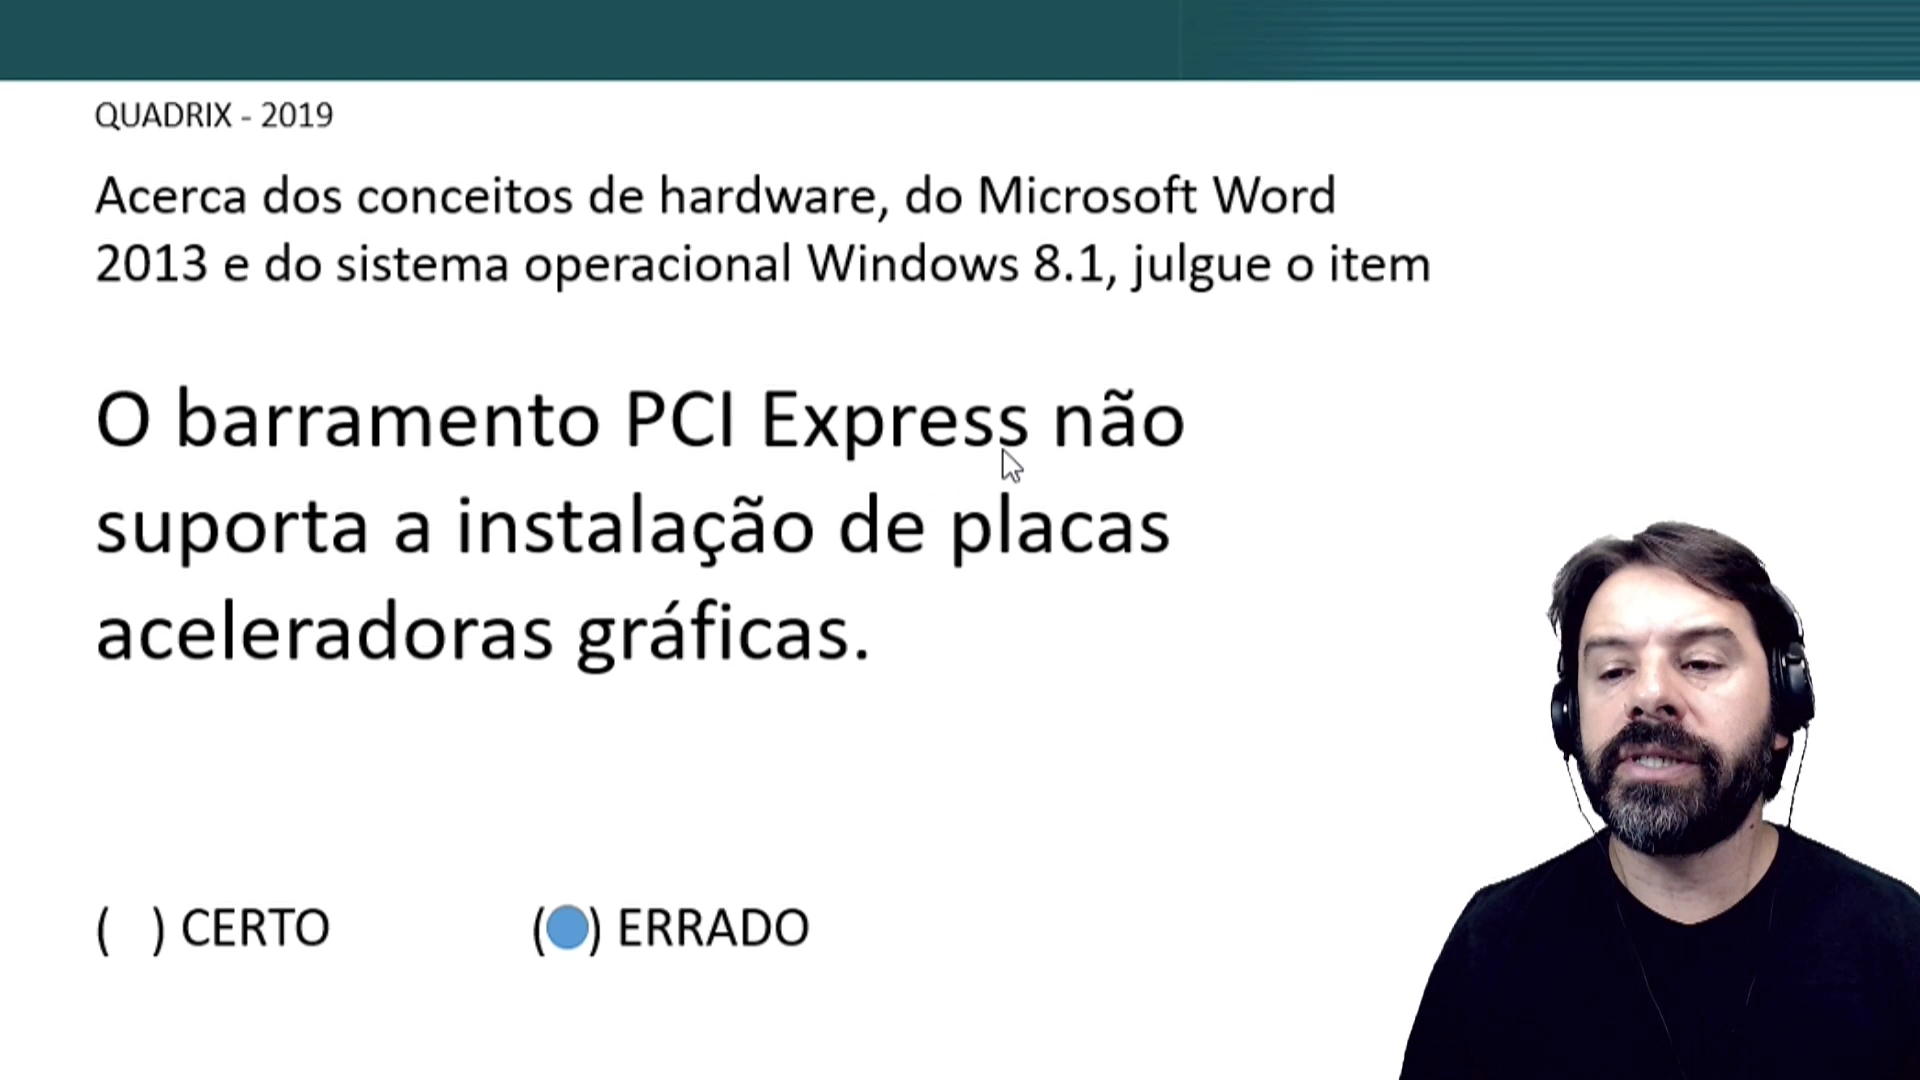 QUADRIX - 2019
Acerca dos conceitos de hardware, do Microsoft Word
2013 e do sistema operacional Windows 8.1, julgue o item
O barramento PCI Express não
suporta a instalação de placas
aceleradoras gráficas.
( ) CERTO () ERRADO